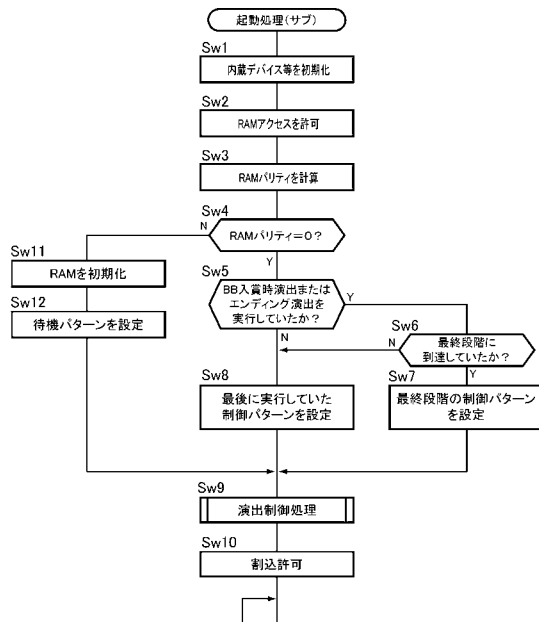 起動処理(サブ)
Sw1
内蔵デバイス等を初期化
Sw2
RAMアクセスを許可
Sw3
RAMパリティを計算
Sw4
RAMパリティ=0?
N
Y
Sw11
RAMを初期化
Sw12
待機パターンを設定
Sw5
BB入賞時演出または
エンディング演出を
実行していたか?
Y
N
Sw6
最終段階に
到達していたか?
N
Y
Sw8
最後に実行していた
制御パターンを設定
Sw7
最終段階の制御パターン
を設定
Sw9
演出制御処理
Sw10
割込許可